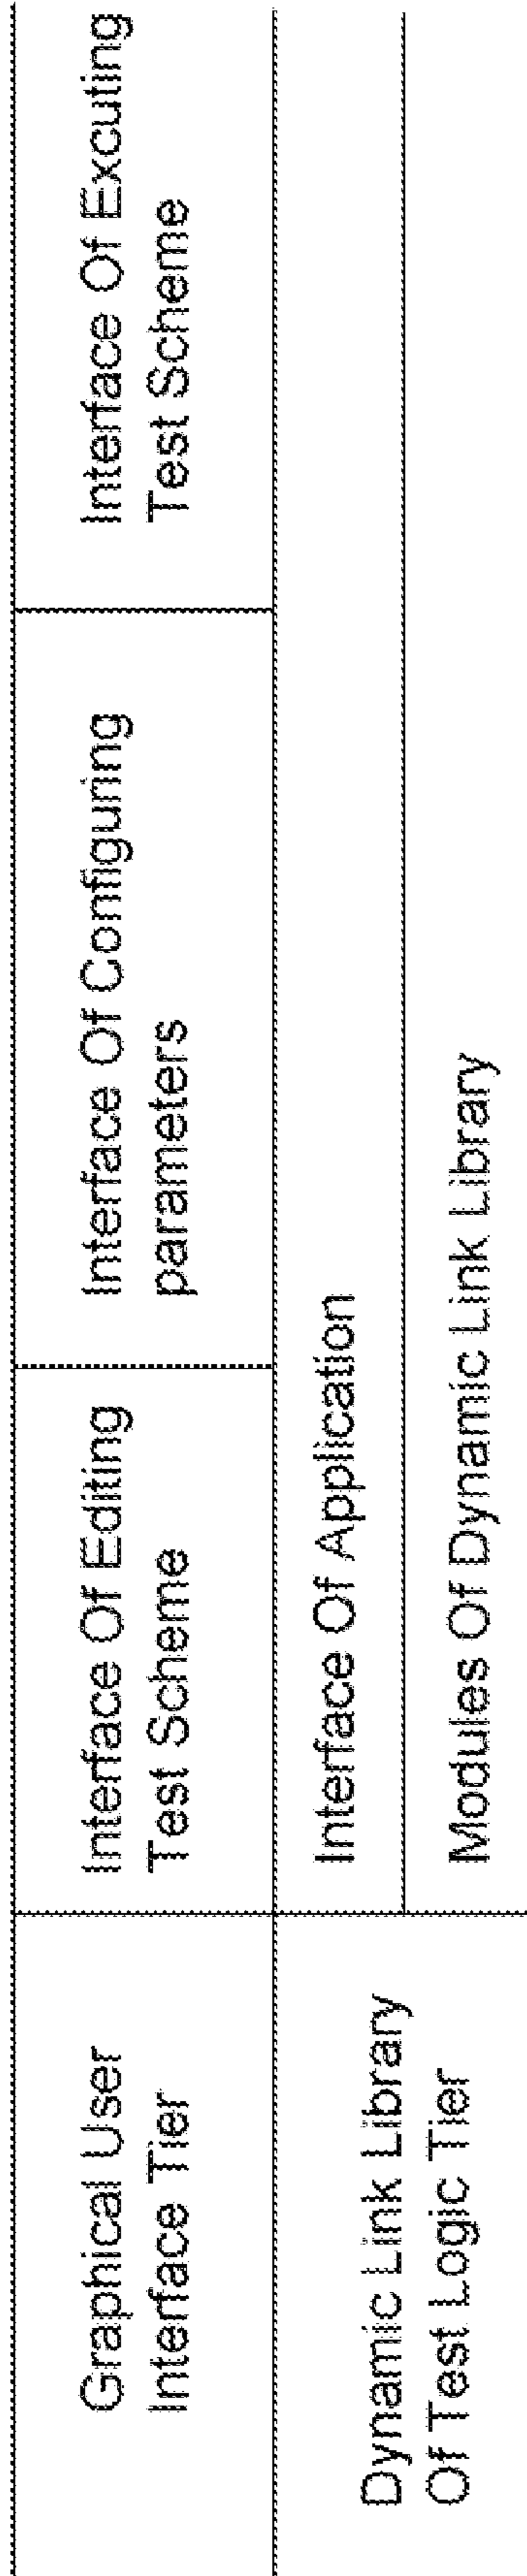 Graphical User
Interface Tier
Interface Of Editing
Test Scheme
Interface Of Configuring
parameters
Interface Of Excuting
Test Scheme
Dynamic Link Library
Of Test Logic Tier
Interface Of Application
Modules Of Dynamic Link Library